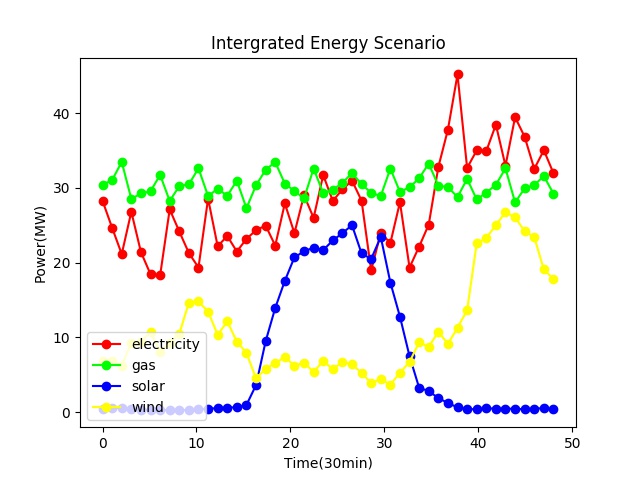 Intergrated Energy Scenario
Power(MW)
40
30
20
10
0
electricity
gas
solar
wind
0 10 20 30 40 50
Time(30min)